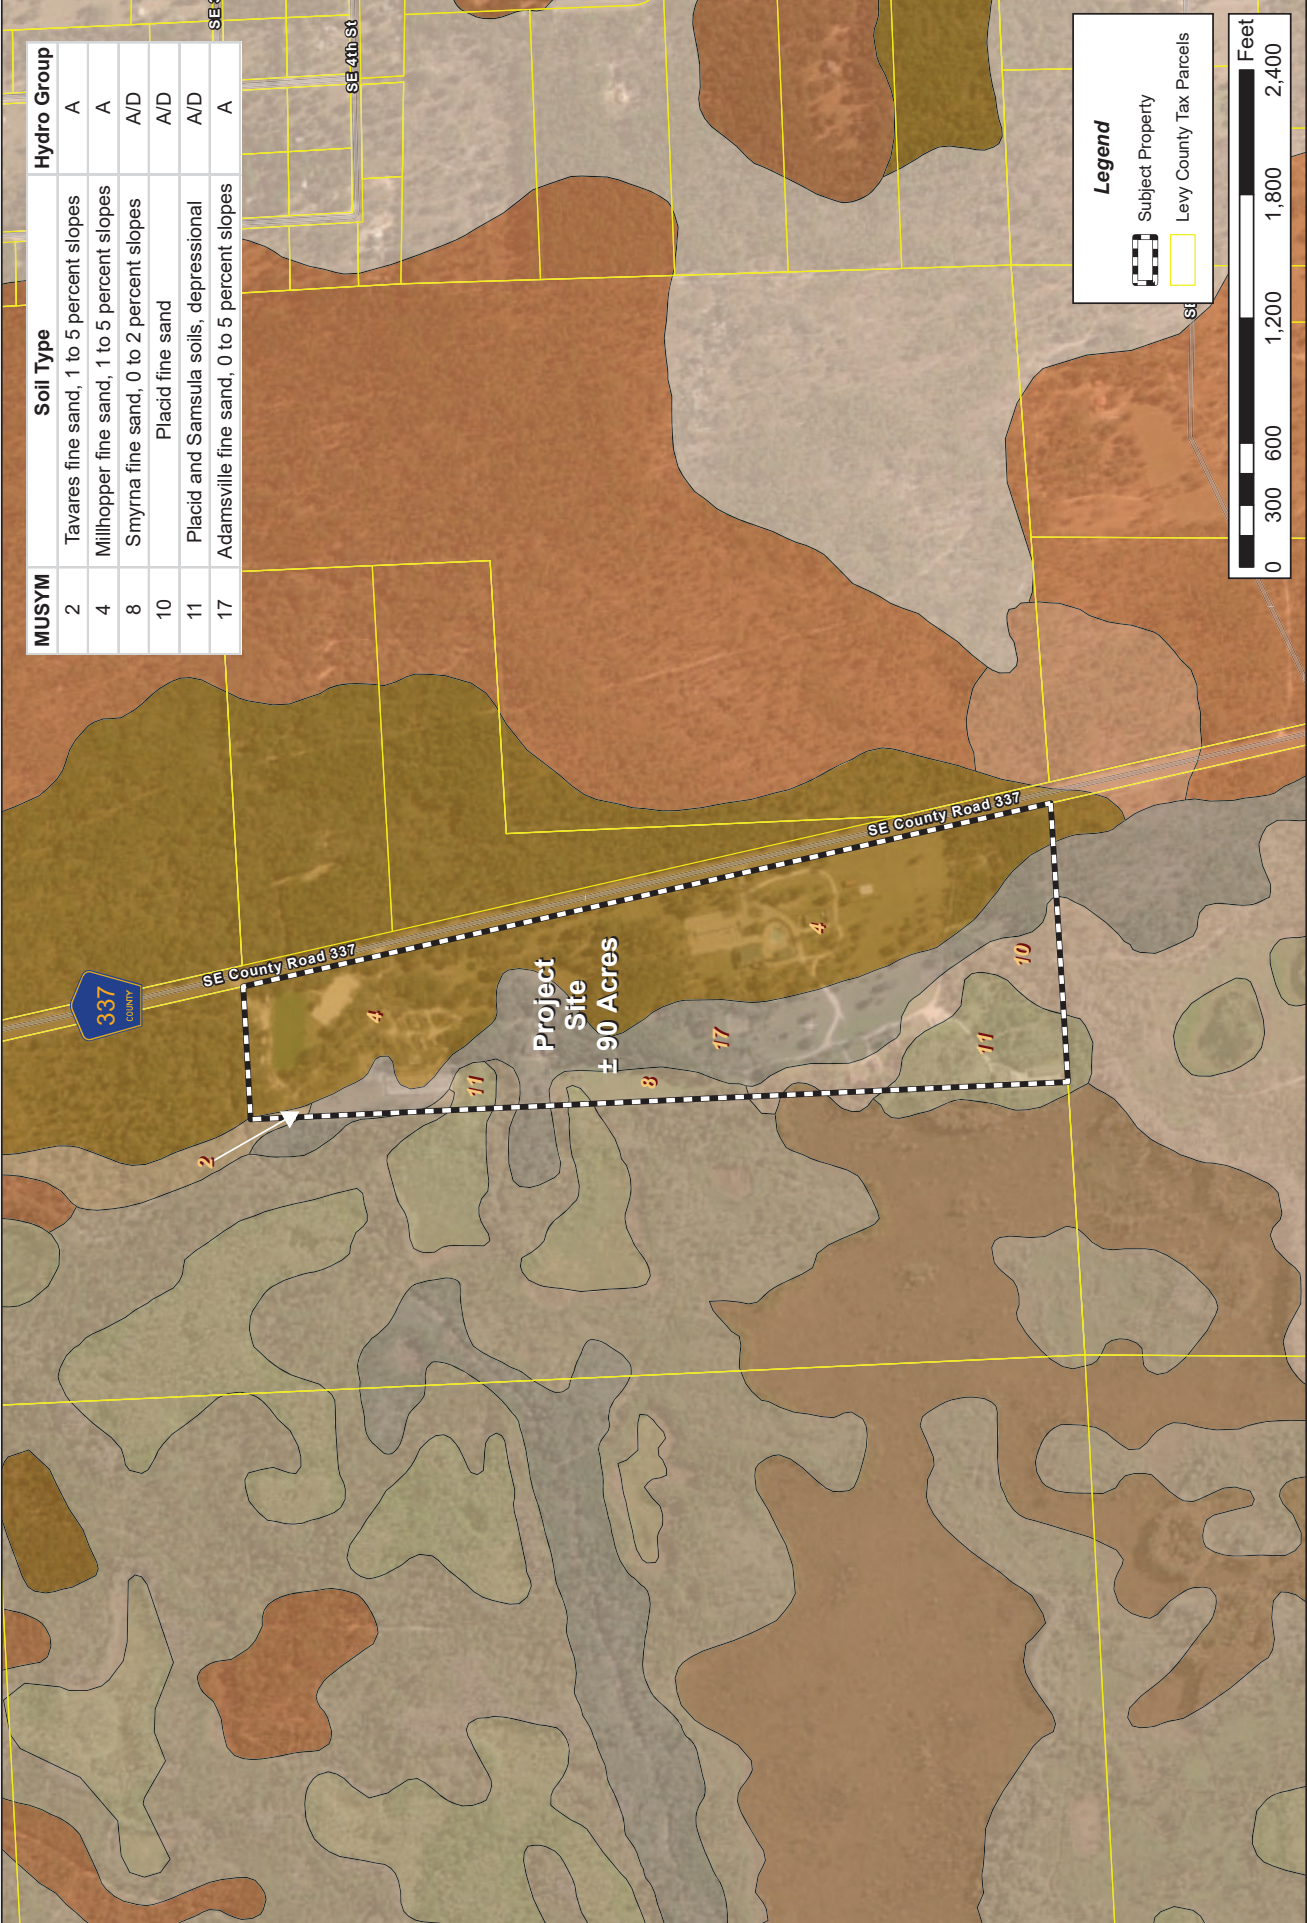 MUSYM Soil Type Hydro Group
2 Tavares fine sand, 1 to 5 percent slopes A
4 Millhopper fine sand, 1 to 5 percent slopes A
8 Smyrna fine sand, 0 to 2 percent slopes A/D
10 Placid fine sand A/D
11 Placid and Samsula soils, depressional A/D
17 Adamsville fine sand, 0 to 5 percent slopes A
SE 4th St
337
COUNTY
SE County Road 337
SE County Road 337
2
4
11
Project
Site
± 90 Acres
8
17
4
11
10
SE
Legend
Subject Property
Levy County Tax Parcels
0 300 600 1,200 1,800 2,400
Feet